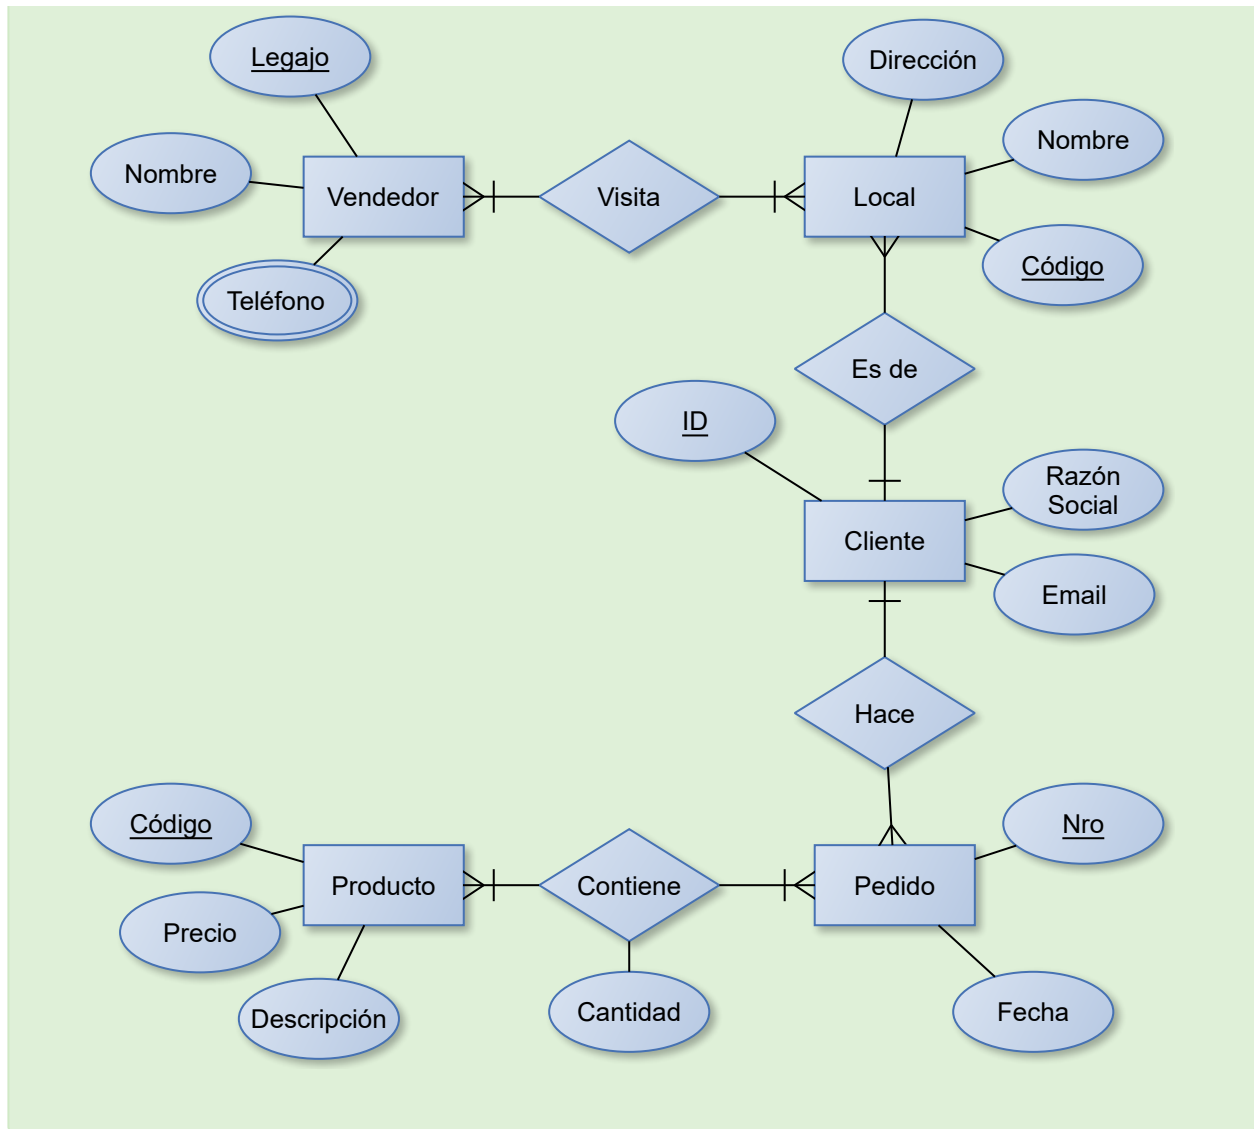 Legajo
Dirección
Nombre
Nombre
Vendedor
Visita
Local
Código
Teléfono
Es de
ID
Razón
Social
Cliente
Email
Hace
Código
Nro
Producto
Contiene
Pedido
Precio
Descripción
Cantidad
Fecha